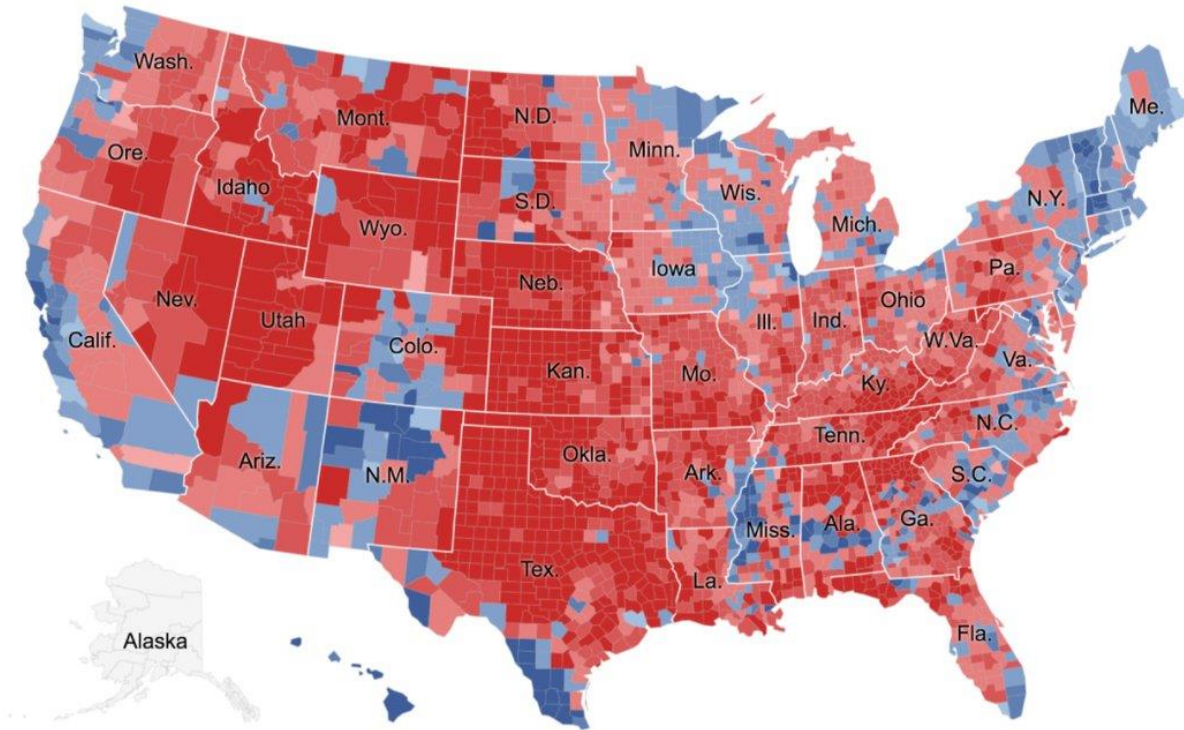 Wash.
Mont.
N.D.
Minn.
Me.
Ore.
Idaho
S.D.
Wis.
N.Y.
Wyo.
Mich.
Iowa
Pa.
Neb.
Nev.
Utah
Ohio
Ill.
Ind.
Calif.
Colo.
W.Va.
Va.
Kan.
Mo.
Ky.
N.C.
Tenn.
Okla.
Ariz.
N.M.
Ark.
S.C.
Miss.
Ala.
Ga.
Tex.
La.
Fla.
Alaska